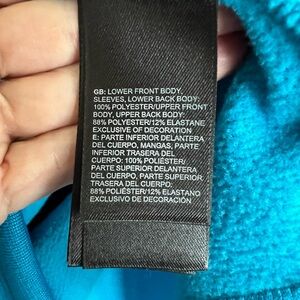 GB: LOWER FRONT BODY,
SLEEVES, LOWER BACK BODY:
100% POLYESTER/UPPER FRONT
BODY, UPPER BACK BODY:
88% POLYESTER/12% ELASTANE
EXCLUSIVE OF DECORATION
E: PARTE INFERIOR DELANTERA
DEL CUERPO, MANGAS, PARTE
INFERIOR TRASERA DEL
CUERPO: 100% POLIÉSTER/
PARTE SUPERIOR DELANTERA
DEL CUERPO, PARTE SUPERIOR
TRASERA DEL CUERPO:
88% POLIÉSTER/12% ELASTANO
EXCLUSIVO DE DECORACIÓN